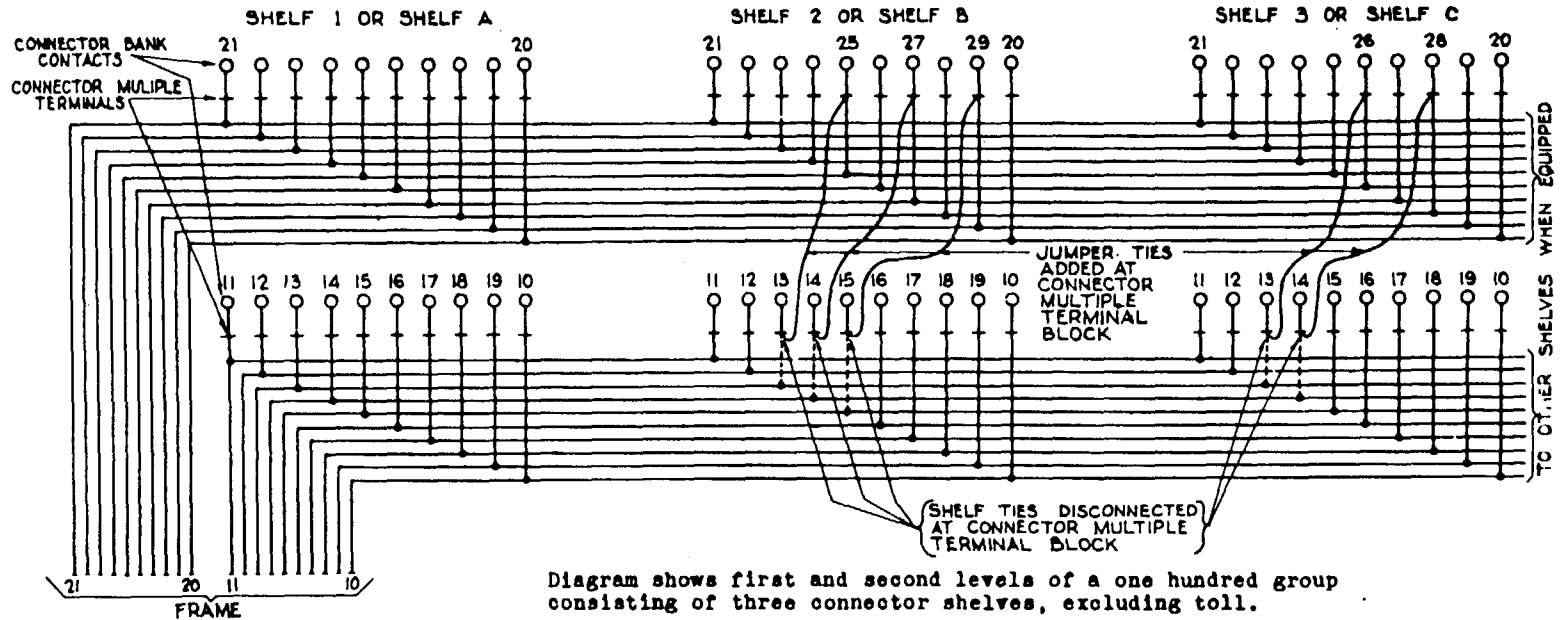 SHELF 1 OR SHELF A
SHELF 2 OR SHELF B
SHELF 3 OR SHELF C
CONNECTOR BANK
CONTACTS
CONNECTOR MULIPLE
TERMINALS
21 20
21 25 27 29 20
21 26 28 20
WHEN EQUIPPED
JUMPER TIES
ADDED AT
CONNECTOR
MULTIPLE
TERMINAL
BLOCK
11 12 13 14 15 16 17 18 19 10
11 12 13 14 15 16 17 18 19 10
11 12 13 14 15 16 17 18 19 10
TO OTHER SHELVES
SHELF TIES DISCONNECTED
AT CONNECTOR MULTIPLE
TERMINAL BLOCK
21 20 11 10
FRAME
Diagram shows first and second levels of a one hundred group
consisting of three connector shelves, excluding toll.